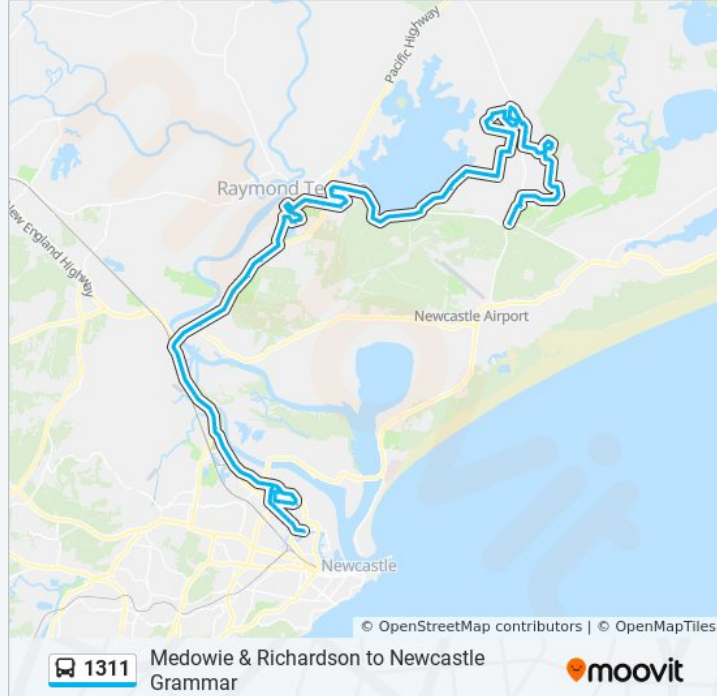 Pacific Highway
Raymond Te
New England Highway
Newcastle Airport
Newcastle
© OpenStreetMap contributors | © OpenMapTiles
1311
Medowie & Richardson to Newcastle
Grammar
moovit